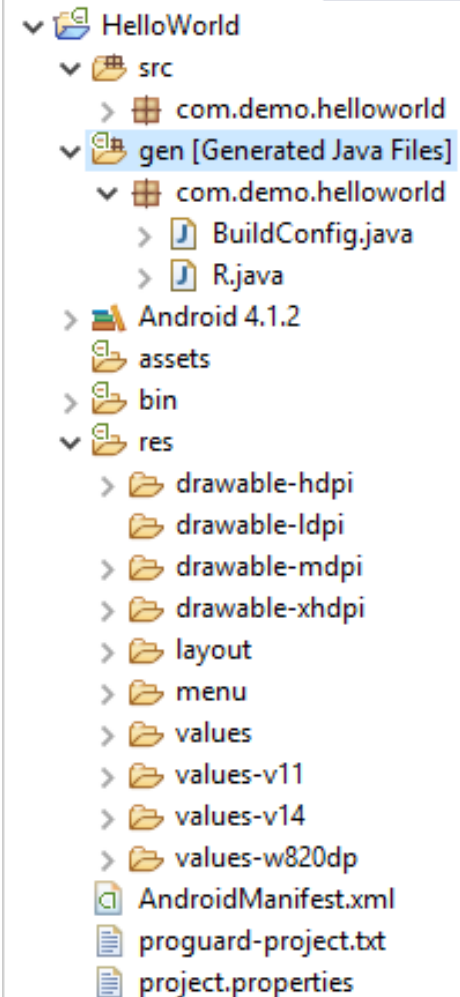 HelloWorld
src
com.demo.helloworld
gen [Generated Java Files]
com.demo.helloworld
BuildConfig.java
R.java
Android 4.1.2
assets
bin
res
drawable-hdpi
drawable-ldpi
drawable-mdpi
drawable-xhdpi
layout
menu
values
values-v11
values-v14
values-w820dp
AndroidManifest.xml
proguard-project.txt
project.properties